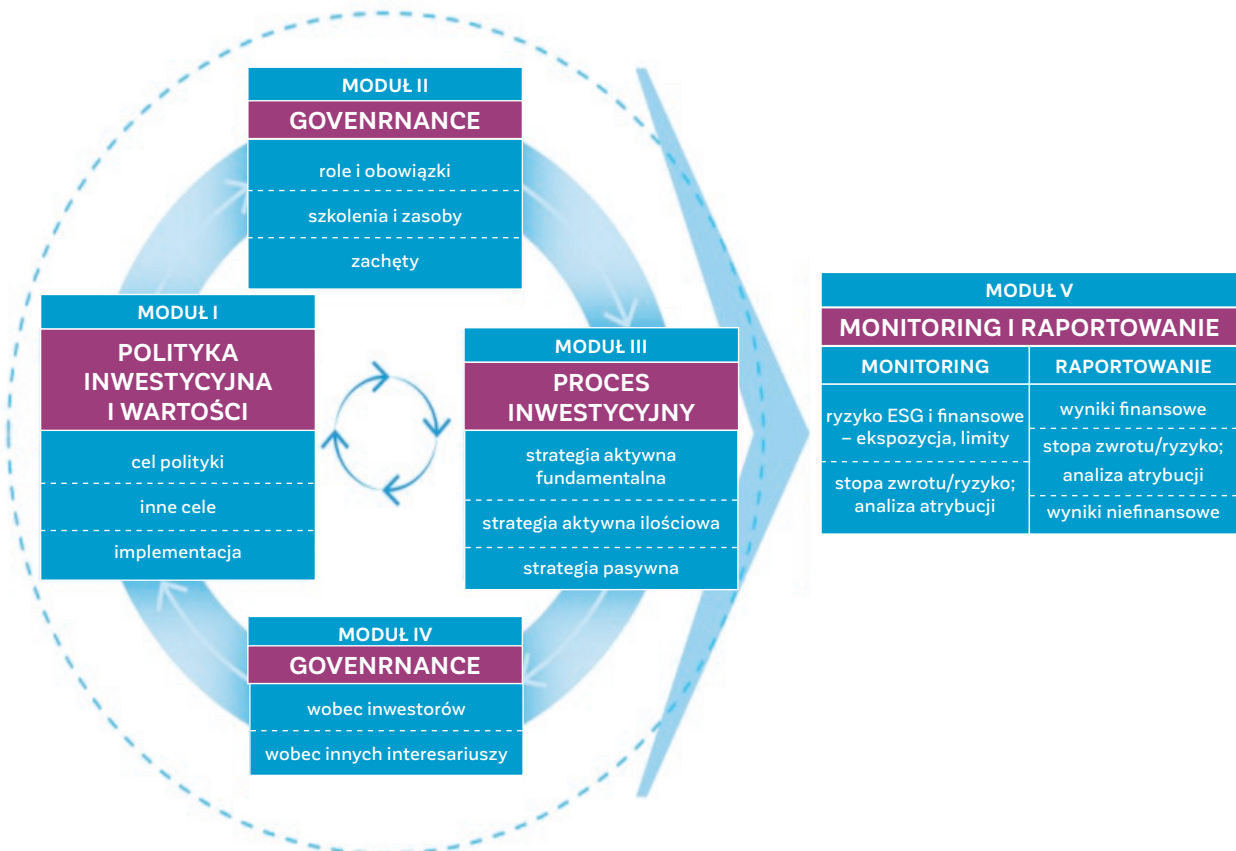 MODUŁ II
GOVENRNANCE
role i obowiązki
szkolenia i zasoby
zachęty
MODUŁ I
POLITYKA
INWESTYCYJNA
I WARTOŚCI
cel polityki
inne cele
implementacja
MODUŁ III
PROCES
INWESTYCYJNY
strategia aktywna
fundamentalna
strategia aktywna ilościowa
strategia pasywna
MODUŁ IV
GOVENRNANCE
wobec inwestorów
wobec innych interesariuszy
MODUŁ V
MONITORING I RAPORTOWANIE
MONITORING
ryzyko ESG i finansowe
– ekspozycja, limity
stopa zwrotu/ryzyko;
analiza atrybucji
RAPORTOWANIE
wyniki finansowe
stopa zwrotu/ryzyko;
analiza atrybucji
wyniki niefinansowe